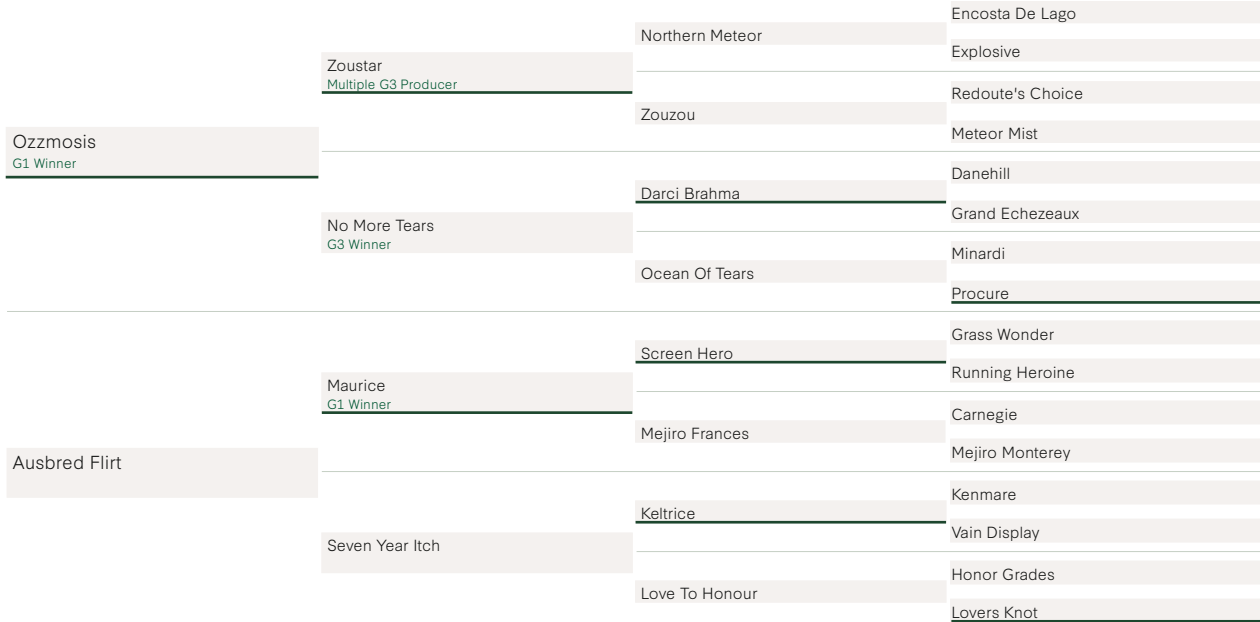 Ozzmosis
G1 Winner
Ausbred Flirt
Zoustar
Multiple G3 Producer
No More Tears
G3 Winner
Maurice
G1 Winner
Seven Year Itch
Northern Meteor
Zouzou
Darci Brahma
Ocean Of Tears
Screen Hero
Mejiro Frances
Keltrice
Love To Honour
Encosta De Lago
Explosive
Redoute's Choice
Meteor Mist
Danehill
Grand Echezeaux
Minardi
Procure
Grass Wonder
Running Heroine
Carnegie
Mejiro Monterey
Kenmare
Vain Display
Honor Grades
Lovers Knot